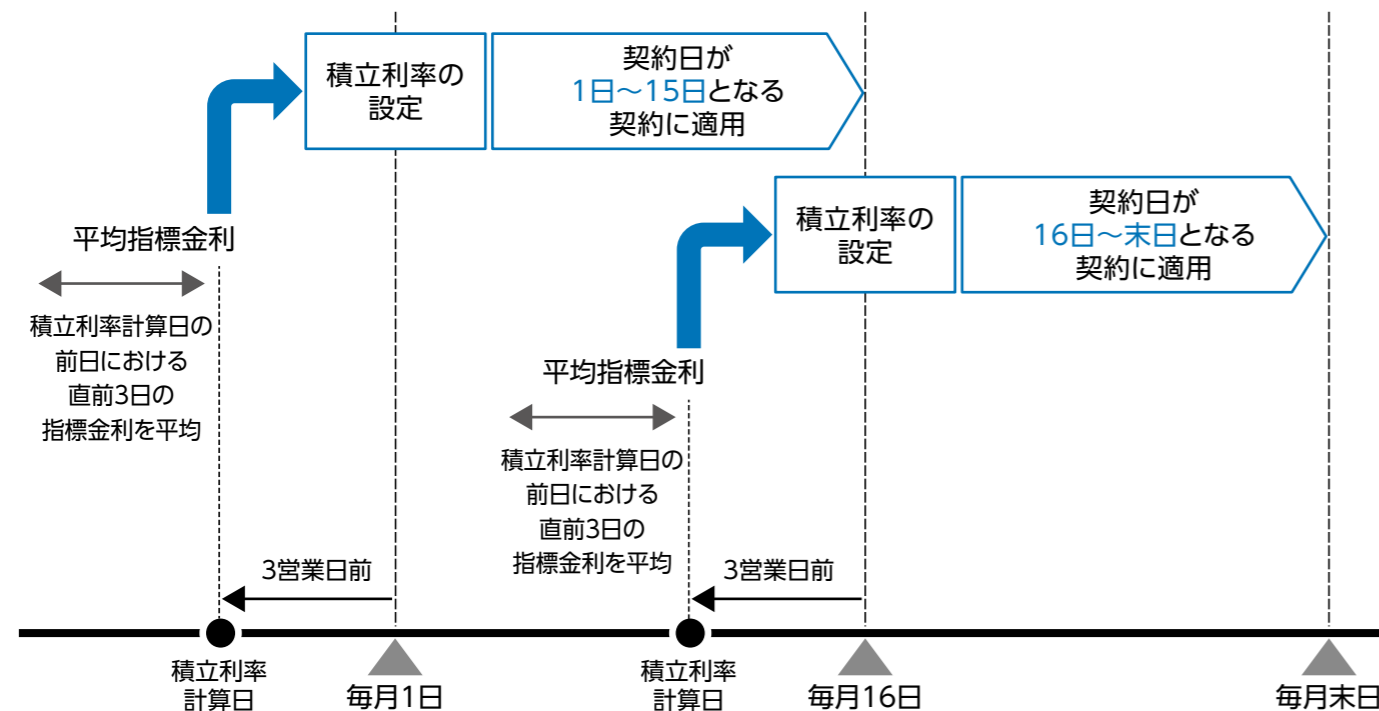 積立利率の
設定
契約日が
1日～15日となる
契約に適用
平均指標金利
積立利率計算日の
前日における
直前3日の
指標金利を平均
積立利率の
設定
契約日が
16日～末日となる
契約に適用
平均指標金利
積立利率計算日の
前日における
直前3日の
指標金利を平均
3営業日前
3営業日前
積立利率
計算日
毎月1日
積立利率
計算日
毎月16日
毎月末日